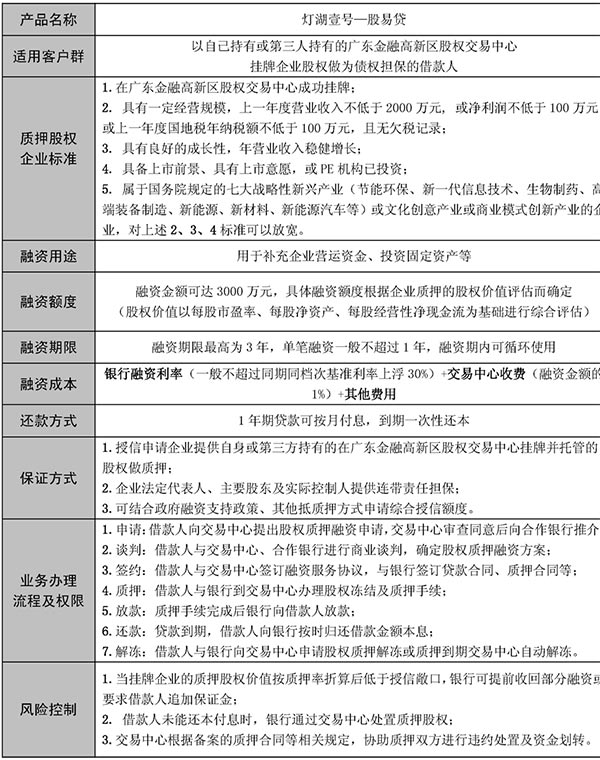 产品名称
灯湖壹号—股易贷
适用客户群
以自已持有或第三人持有的广东金融高新区股权交易中心
挂牌企业股权做为债权担保的借款人
质押股权
企业标准
1.在广东金融高新区股权交易中心成功挂牌;
2. 具有一定经营规模，上一年度营业收入不低于 2000 万元, 或净利润不低于 100 万元
或上一年度国地税年纳税额不低于 100 万元，且无欠税记录;
3. 具有良好的成长性，年营业收入稳健增长;
4. 具备上市前景、具有上市意愿，或 PE 机构已投资;
5. 属于国务院规定的七大战略性新兴产业（节能环保、新一代信息技术、生物制药、高
端装备制造、新能源、新材料、新能源汽车等）或文化创意产业或商业模式创新产业的企
业，对上述 2、3、4 标准可以放宽。
融资用途
用于补充企业营运资金、投资固定资产等
融资额度
融资金额可达 3000 万元，具体融资额度根据企业质押的股权价值评估而确定
（股权价值以每股市盈率、每股净资产、每股经营性净现金流为基础进行综合评估）
融资期限
融资期限最高为 3 年，单笔融资一般不超过 1 年，融资期内可循环使用
融资成本
银行融资利率（一般不超过同期同档次基准利率上浮 30%）+交易中心收费（融资金额的
1%）+其他费用
还款方式
1 年期贷款可按月付息，到期一次性还本
保证方式
1.授信申请企业提供自身或第三方持有的在广东金融高新区股权交易中心挂牌并托管的
股权做质押;
2.企业法定代表人、主要股东及实际控制人提供连带责任担保;
3.可结合政府融资支持政策、其他抵质押方式申请综合授信额度。
业务办理
流程及权限
1.申请:借款人向交易中心提出股权质押融资申请,交易中心审查同意后向合作银行推介
2.谈判: 借款人与交易中心、合作银行进行商业谈判，确定股权质押融资方案;
3.签约: 借款人与交易中心签订融资服务协议，与银行签订贷款合同、质押合同等;
4.质押: 借款人与银行到交易中心办理股权冻结及质押手续;
5.放款: 质押手续完成后银行向借款人放款;
6.还款: 贷款到期，借款人向银行按时归还借款金额本息;
7.解冻: 借款人与银行向交易中心申请股权质押解冻或质押到期交易中心自动解冻。
风险控制
1.当挂牌企业的质押股权价值按质押率折算后低于授信敞口,银行可提前收回部分融资或
要求借款人追加保证金;
2. 借款人未能还本付息时，银行通过交易中心处置质押股权;
3.交易中心根据备案的质押合同等相关规定，协助质押双方进行违约处置及资金划转。